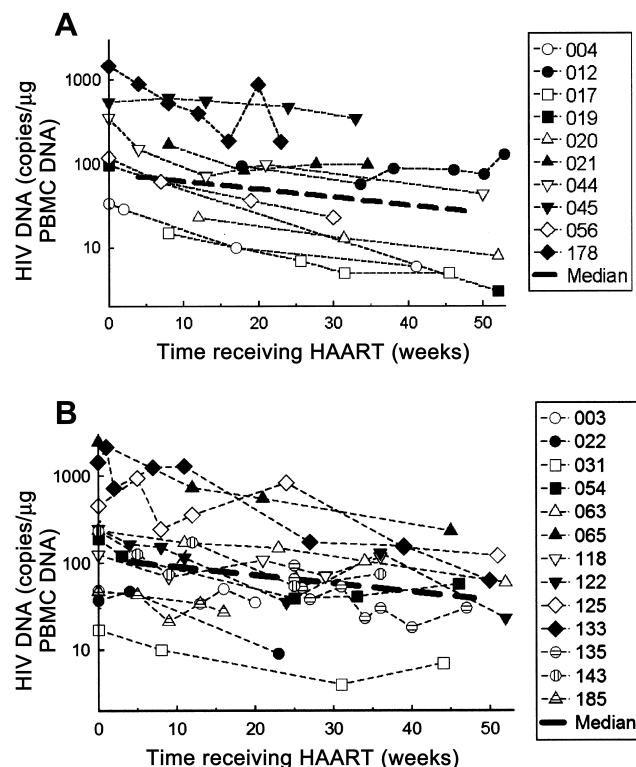 A
HIV DNA (copies/µg
PBMC DNA)
1000
100
10
0 10 20 30 40 50
Time receiving HAART (weeks)
004
012
017
019
020
021
044
045
056
178
Median
B
HIV DNA (copies/µg
PBMC DNA)
1000
100
10
0 10 20 30 40 50
Time receiving HAART (weeks)
003
022
031
054
063
065
118
122
125
133
135
143
185
Median